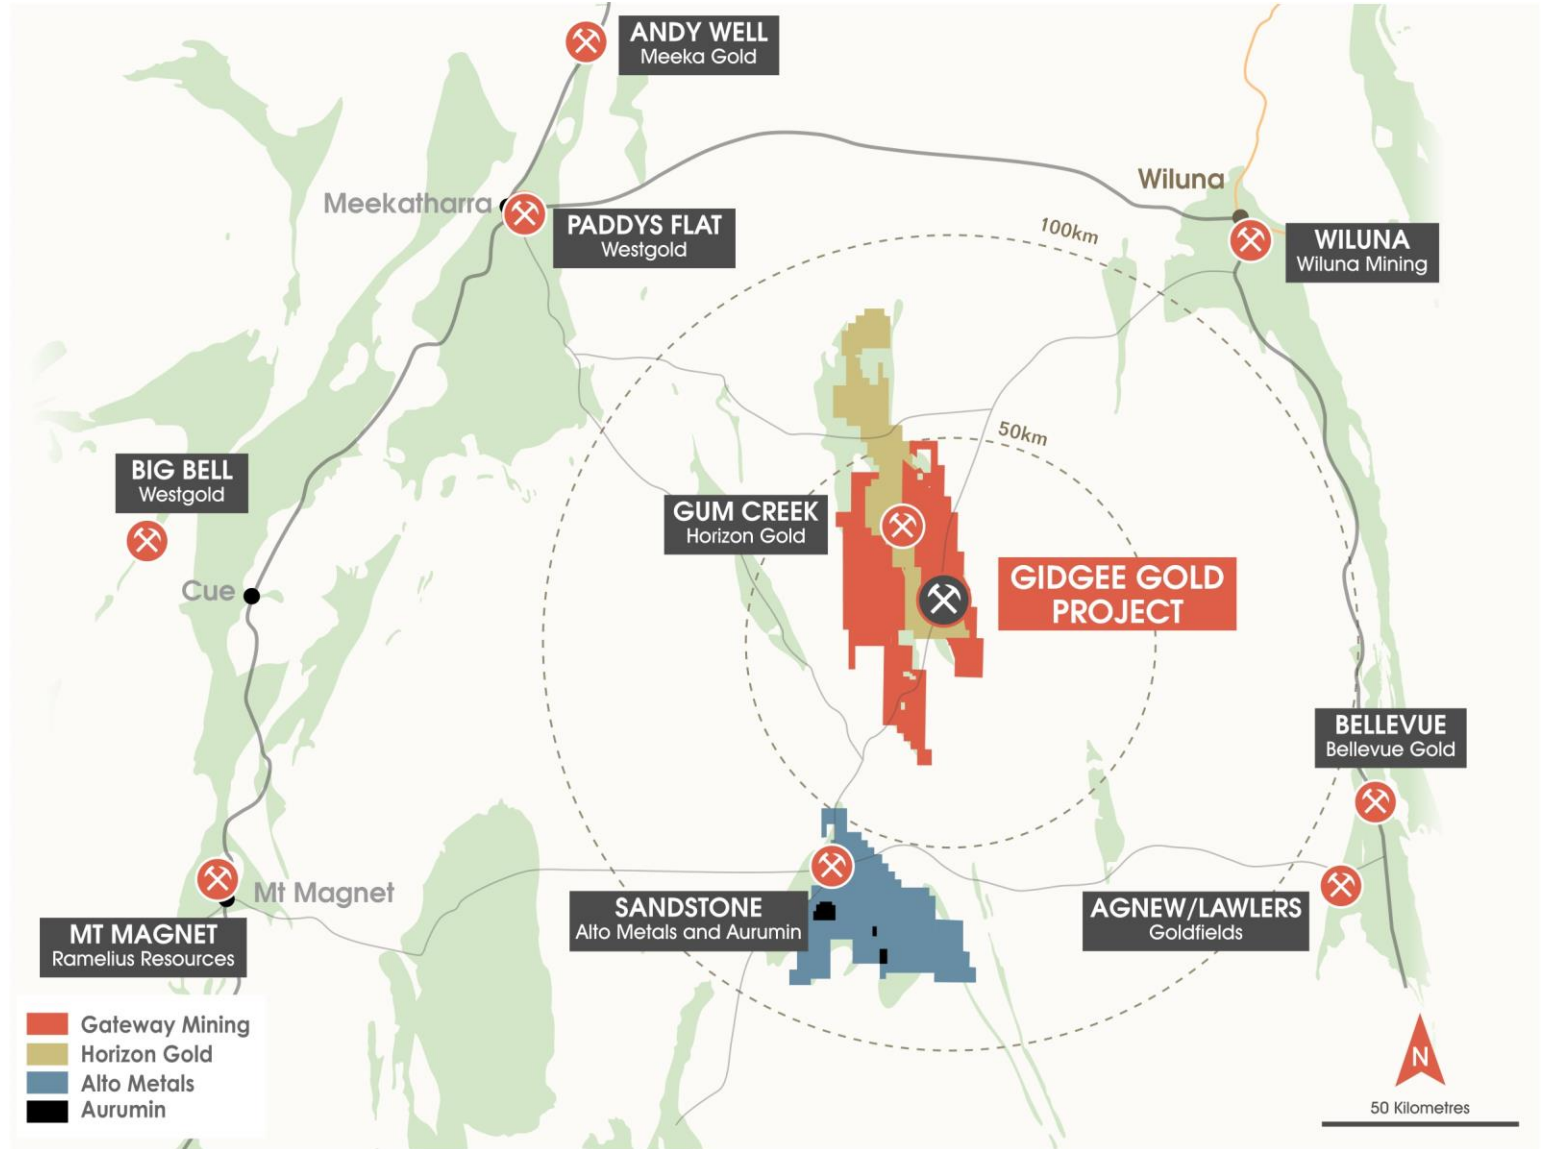 ANDY WELL
Meeka Gold
Meekatharra
PADDYS FLAT
Westgold
Wiluna
WILUNA
Wiluna Mining
100km
50km
BIG BELL
Westgold
GUM CREEK
Horizon Gold
Cue
GIDGEE GOLD
PROJECT
BELLEVUE
Bellevue Gold
Mt Magnet
MT MAGNET
Ramelius Resources
SANDSTONE
Alto Metals and Aurumin
AGNEW/LAWLERS
Goldfields
Gateway Mining
Horizon Gold
Alto Metals
Aurumin
N
50 Kilometres